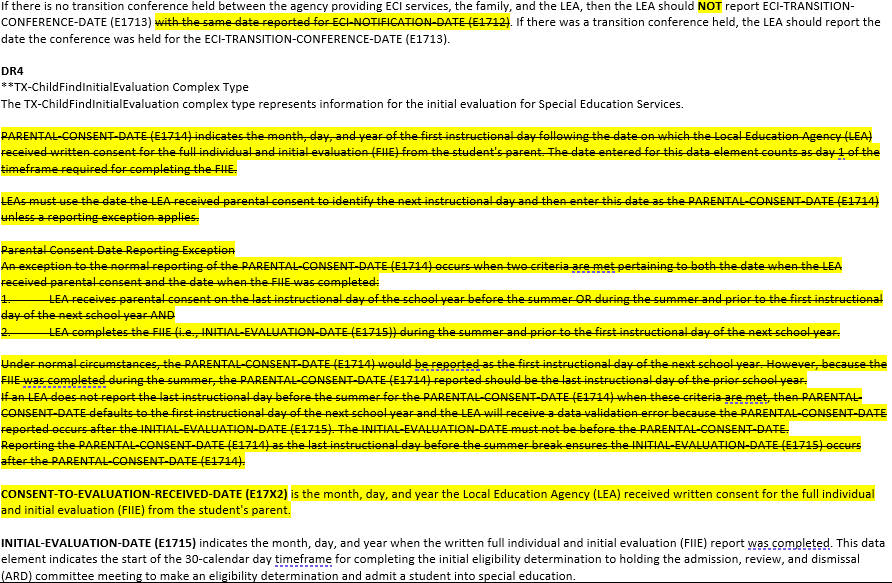 If there is no transition conference held between the agency providing ECI services, the family, and the LEA, then the LEA should NOT report ECI-TRANSITION-
CONFERENCE-DATE (E1713) with the same date reported for ECI-NOTIFICATION-DATE (E1712). If there was a transition conference held, the LEA should report the
date the conference was held for the ECI-TRANSITION-CONFERENCE-DATE (E1713).
DR4
**TX-ChildFindInitialEvaluation Complex Type
The TX-ChildFindInitialEvaluation complex type represents information for the initial evaluation for Special Education Services.
PARENTAL-CONSENT-DATE (E1714) indicates the month, day, and year of the first instructional day following the date on which the Local Education Agency (LEA)
received written consent for the full individual and initial evaluation (FIIE) from the student's parent. The date entered for this data element counts as day 1 of the
timeframe required for completing the FIIE.
LEAs must use the date the LEA received parental consent to identify the next instructional day and then enter this date as the PARENTAL-CONSENT-DATE (E1714)
unless a reporting exception applies.
Parental Consent Date Reporting Exception
An exception to the normal reporting of the PARENTAL-CONSENT-DATE (E1714) occurs when two criteria are met pertaining to both the date when the LEA
received parental consent and the date when the FIIE was completed:
1. LEA receives parental consent on the last instructional day of the school year before the summer OR during the summer and prior to the first instructional
day of the next school year AND
2. LEA completes the FIIE (i.e., INITIAL-EVALUATION-DATE (E1715)) during the summer and prior to the first instructional day of the next school year.
Under normal circumstances, the PARENTAL-CONSENT-DATE (E1714) would be reported as the first instructional day of the next school year. However, because the
FIIE was completed during the summer, the PARENTAL-CONSENT-DATE (E1714) reported should be the last instructional day of the prior school year.
If an LEA does not report the last instructional day before the summer for the PARENTAL-CONSENT-DATE (E1714) when these criteria are met, then PARENTAL-
CONSENT-DATE defaults to the first instructional day of the next school year and the LEA will receive a data validation error because the PARENTAL-CONSENT-DATE
reported occurs after the INITIAL-EVALUATION-DATE (E1715). The INITIAL-EVALUATION-DATE must not be before the PARENTAL-CONSENT-DATE.
Reporting the PARENTAL-CONSENT-DATE (E1714) as the last instructional day before the summer break ensures the INITIAL-EVALUATION-DATE (E1715) occurs
after the PARENTAL-CONSENT-DATE (E1714).
CONSENT-TO-EVALUATION-RECEIVED-DATE (E17X2) is the month, day, and year the Local Education Agency (LEA) received written consent for the full individual
and initial evaluation (FIIE) from the student's parent.
INITIAL-EVALUATION-DATE (E1715) indicates the month, day, and year when the written full individual and initial evaluation (FIIE) report was completed. This data
element indicates the start of the 30-calendar day timeframe for completing the initial eligibility determination to holding the admission, review, and dismissal
(ARD) committee meeting to make an eligibility determination and admit a student into special education.